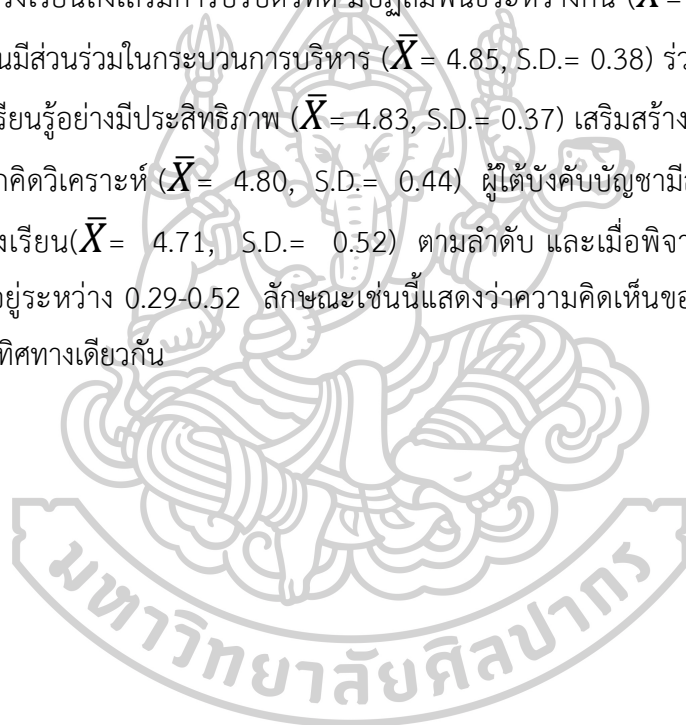 งเรียนส่งเสริมการปรับตัวที่ดี มีปฏิสัมพันธ์ระหว่างกัน (X̄ =
นมีส่วนร่วมในกระบวนการบริหาร (X̄ = 4.85, S.D.= 0.38) ร่ว
รียนรู้อย่างมีประสิทธิภาพ (X̄ = 4.83, S.D.= 0.37) เสริมสร้าง
กคิดวิเคราะห์ (X̄ = 4.80, S.D.= 0.44) ผู้ใต้บังคับบัญชามี
งเรียน(X̄ = 4.71, S.D.= 0.52) ตามลำดับ และเมื่อพิจา
อยู่ระหว่าง 0.29-0.52 ลักษณะเช่นนี้แสดงว่าความคิดเห็นขอ
ทิศทางเดียวกัน
มหาวิทยาลัยศิลปากร